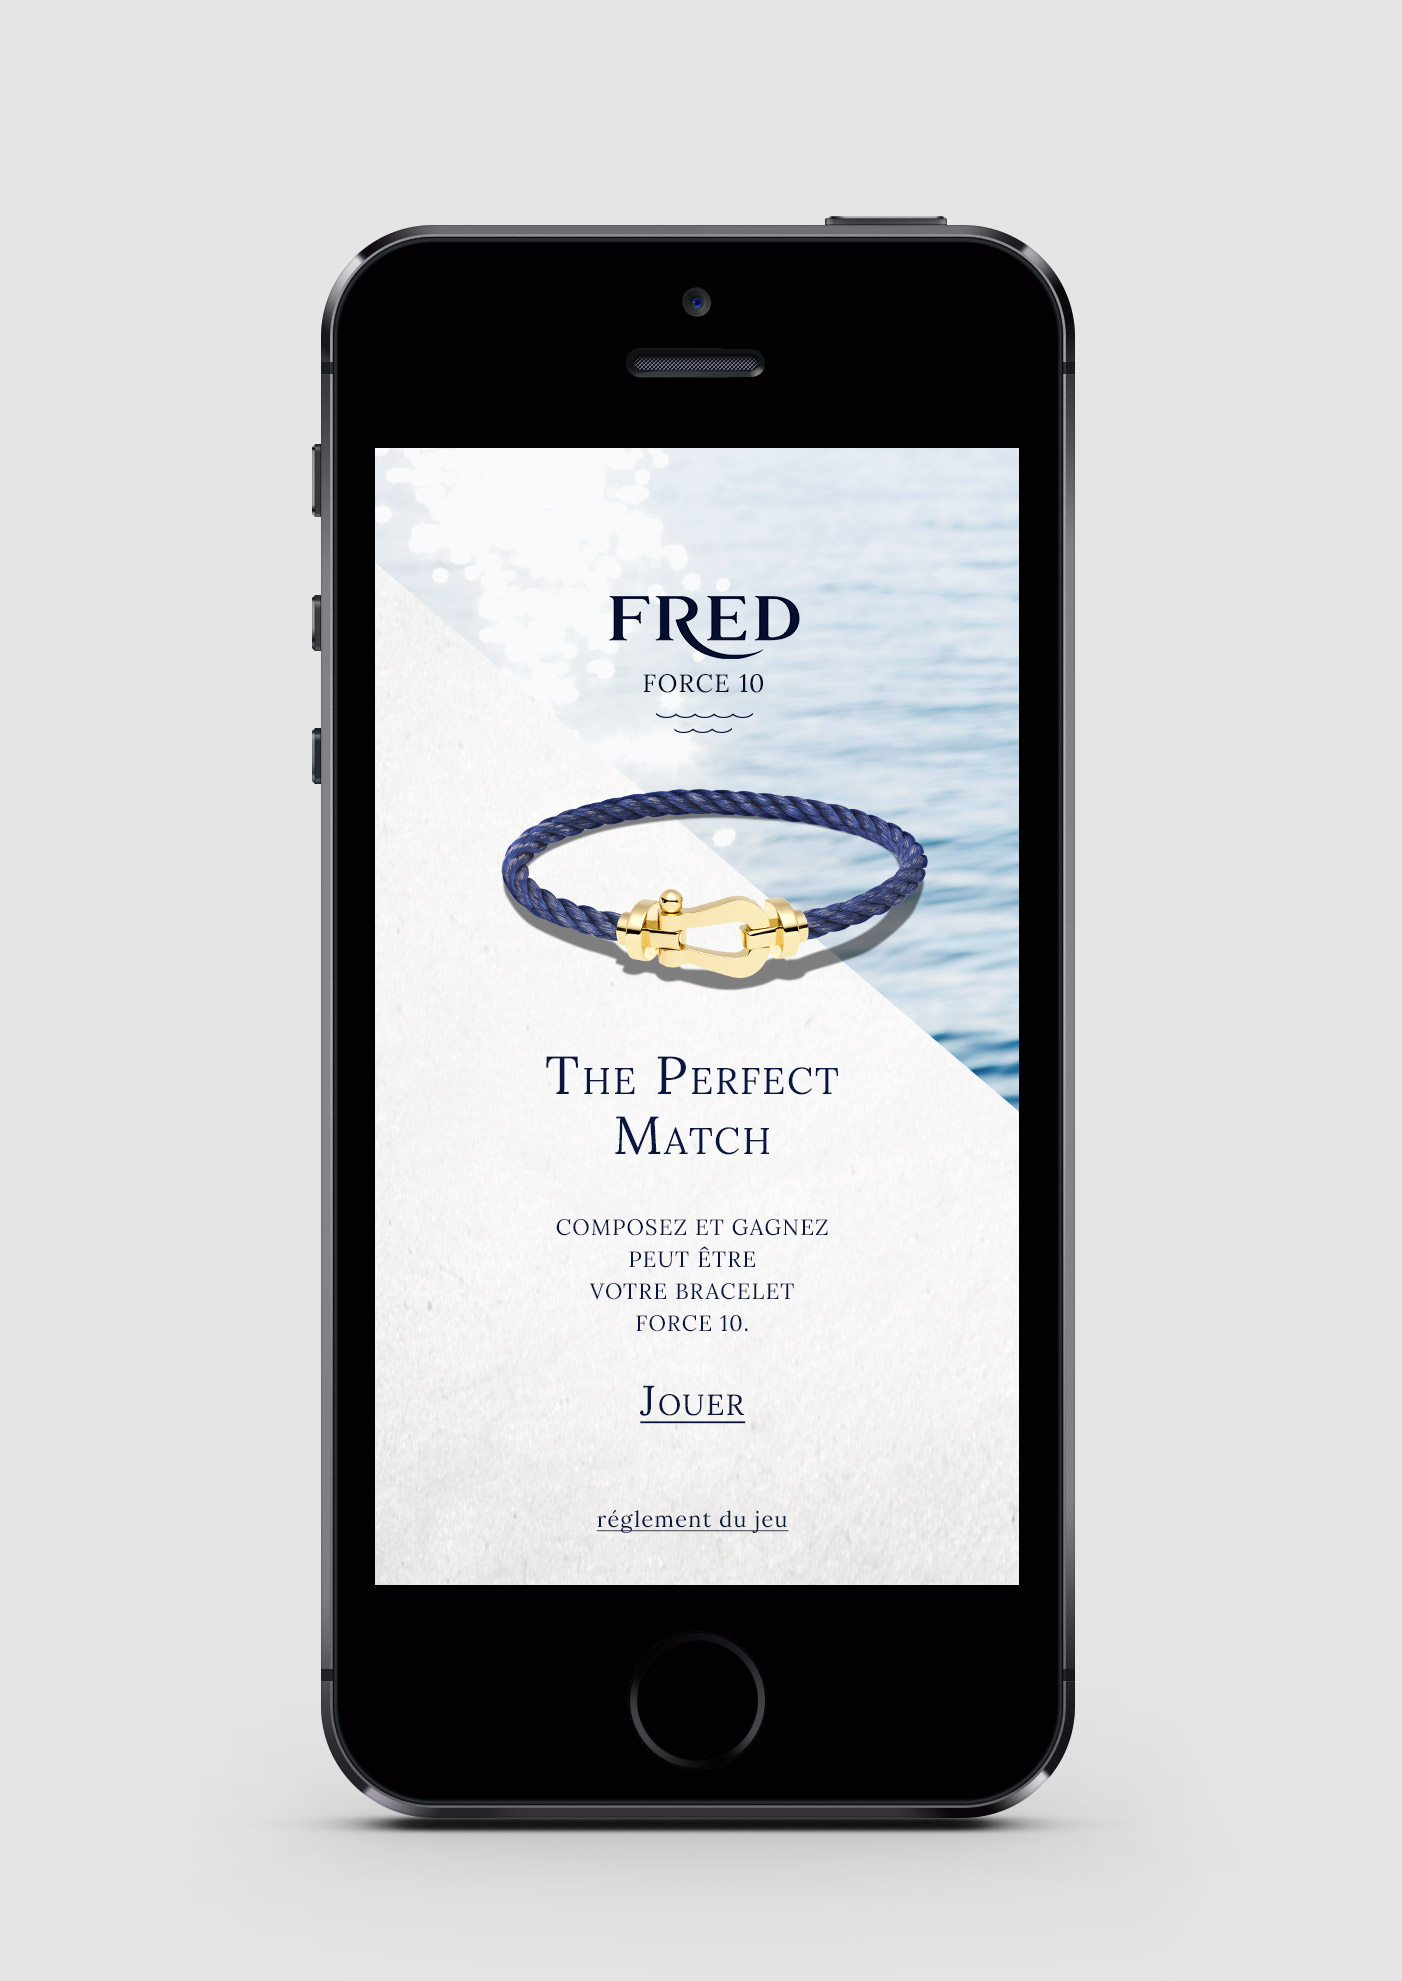 FRED
FORCE 10
THE PERFECT
MATCH
COMPOSEZ ET GAGNEZ
PEUT ÊTRE
VOTRE BRACELET
FORCE 10.
JOUER
réglement du jeu